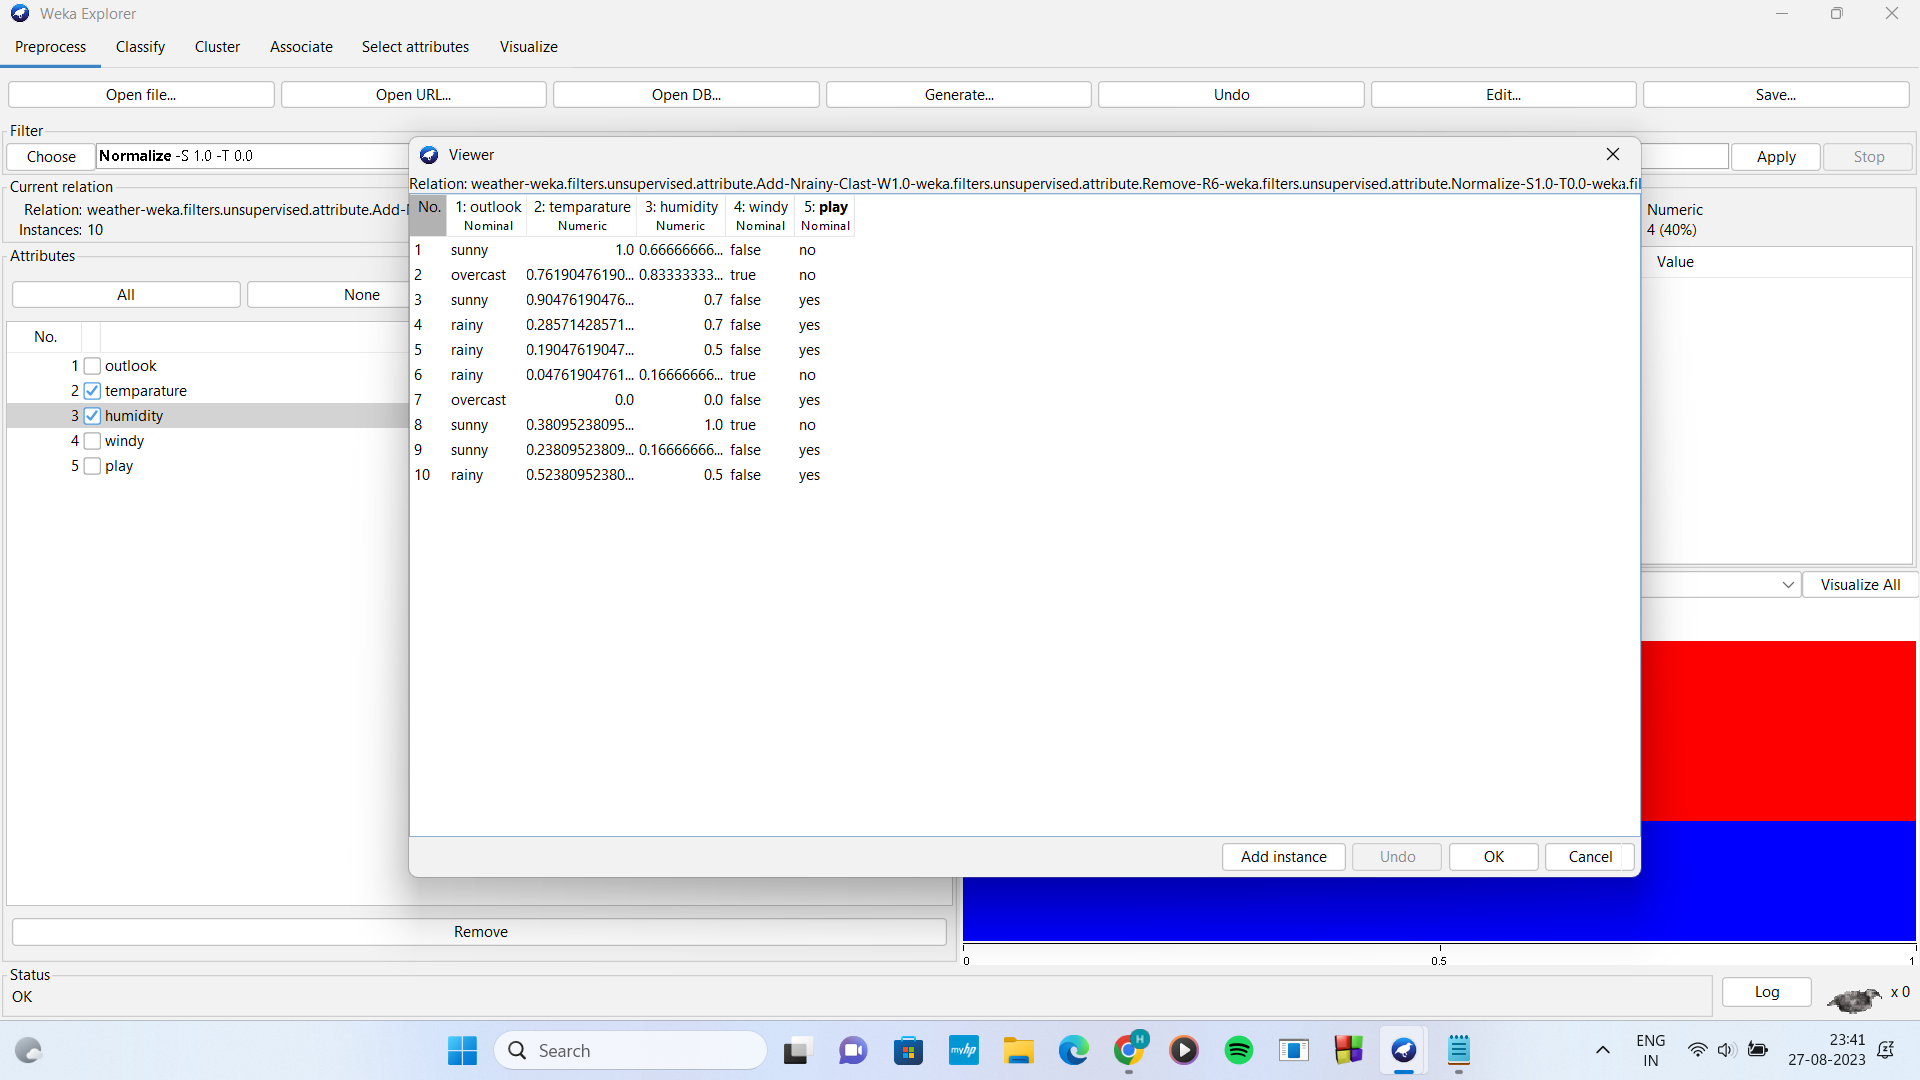 Weka Explorer
Preprocess Classify Cluster Associate Select attributes Visualize
Open file... Open URL... Open DB... Generate... Undo Edit... Save...
Filter
Choose Normalize -S 1.0 -T 0.0 Apply Stop
Current relation
Relation: weather-weka.filters.unsupervised.attribute.Add-
Instances: 10
Numeric
4 (40%)
Attributes
All None
Value
No.
1 outlook
2 temparature
3 humidity
4 windy
5 play
Viewer
Relation: weather-weka.filters.unsupervised.attribute.Add-Nrainy-Clast-W1.0-weka.filters.unsupervised.attribute.Remove-R6-weka.filters.unsupervised.attribute.Normalize-S1.0-T0.0-weka.fil
No. 1: outlook 2: temparature 3: humidity 4: windy 5: play
Nominal Numeric Numeric Nominal Nominal
1 sunny 1.0 0.66666666... false no
2 overcast 0.76190476190... 0.83333333... true no
3 sunny 0.90476190476... 0.7 false yes
4 rainy 0.28571428571... 0.7 false yes
5 rainy 0.19047619047... 0.5 false yes
6 rainy 0.04761904761... 0.16666666... true no
7 overcast 0.0 0.0 false yes
8 sunny 0.38095238095... 1.0 true no
9 sunny 0.23809523809... 0.16666666... false yes
10 rainy 0.52380952380... 0.5 false yes
Add instance Undo OK Cancel
Visualize All
0 0.5 1
Remove
Status
OK
Log x 0
Search
myhp
H
ENG
IN
23:41
27-08-2023